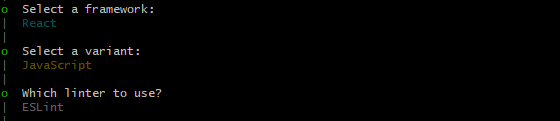 Select a framework:
React
Select a variant:
JavaScript
Which linter to use?
ESLint